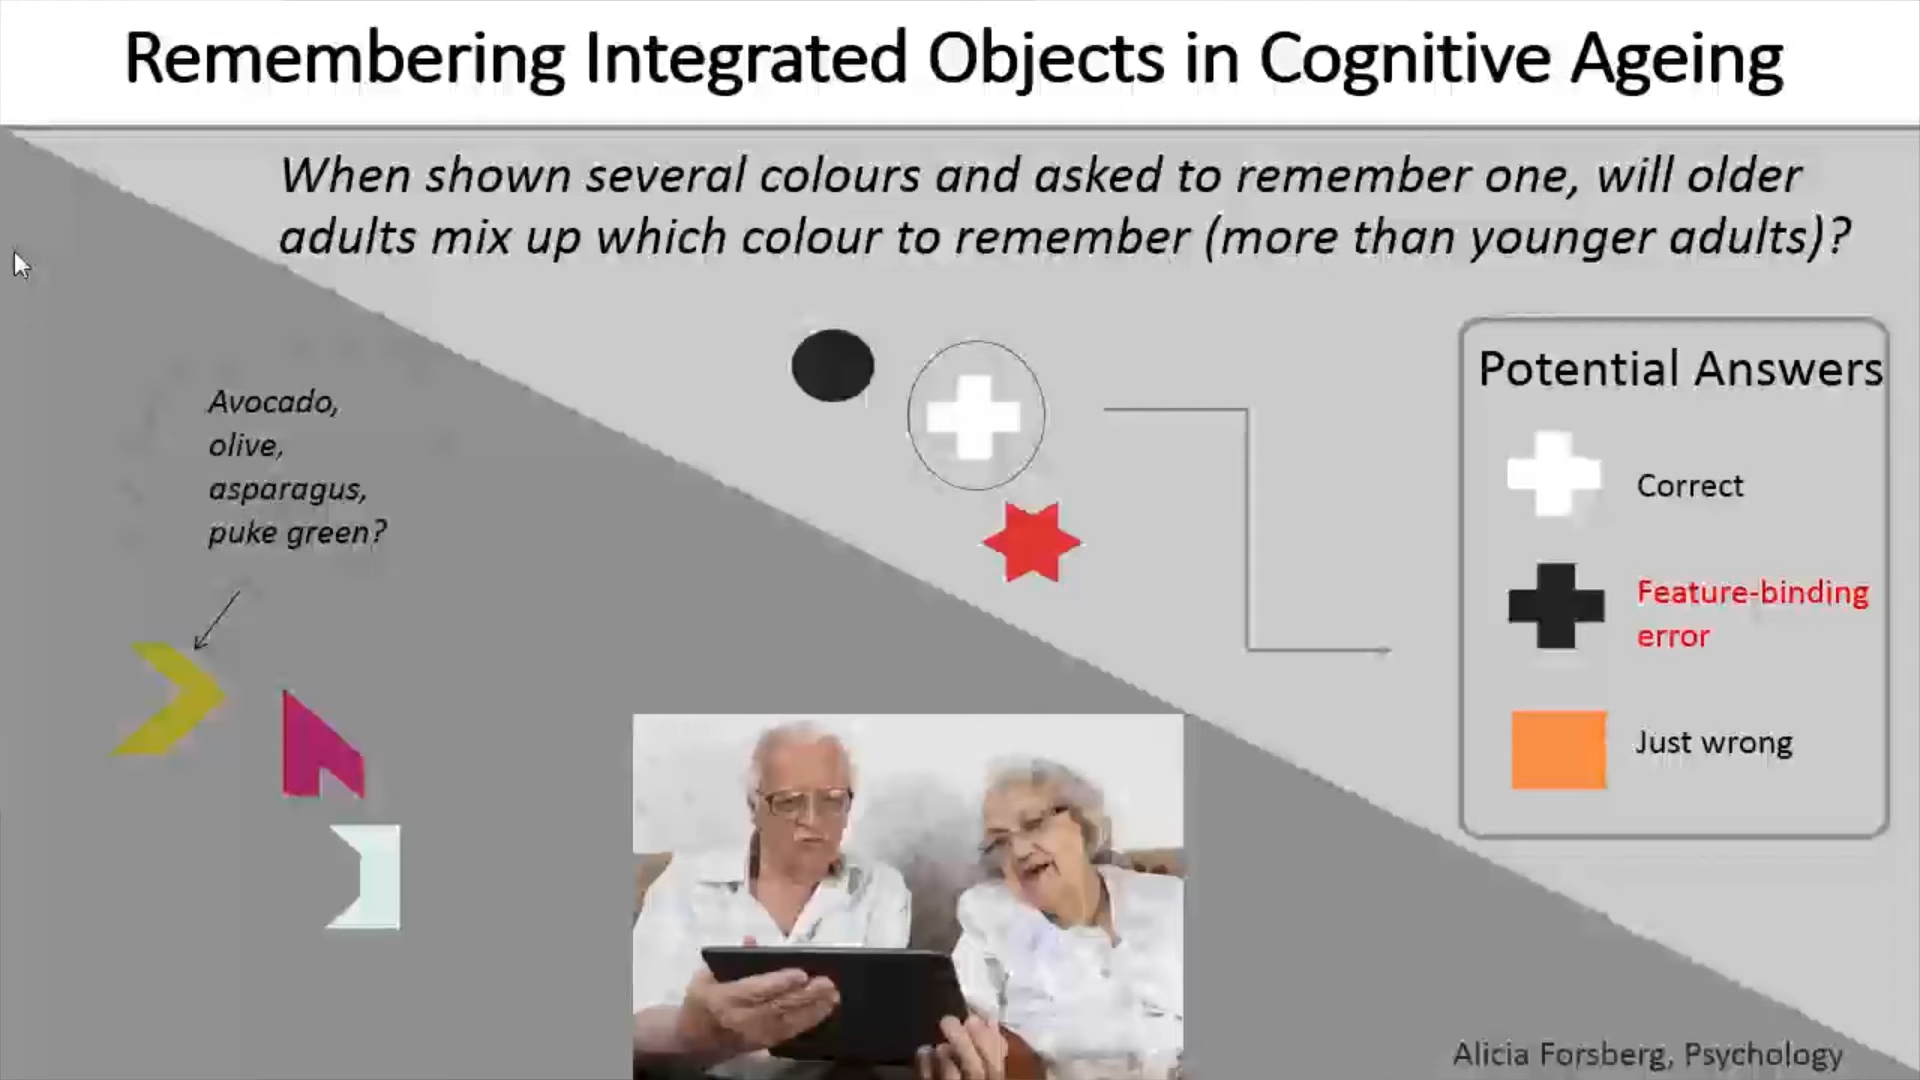 Remembering Integrated Objects in Cognitive Ageing
When shown several colours and asked to remember one, will older
adults mix up which colour to remember (more than younger adults)?
Avocado,
olive,
asparagus,
puke green?
Potential Answers
Correct
Feature-binding
error
Just wrong
Alicia Forsberg, Psychology